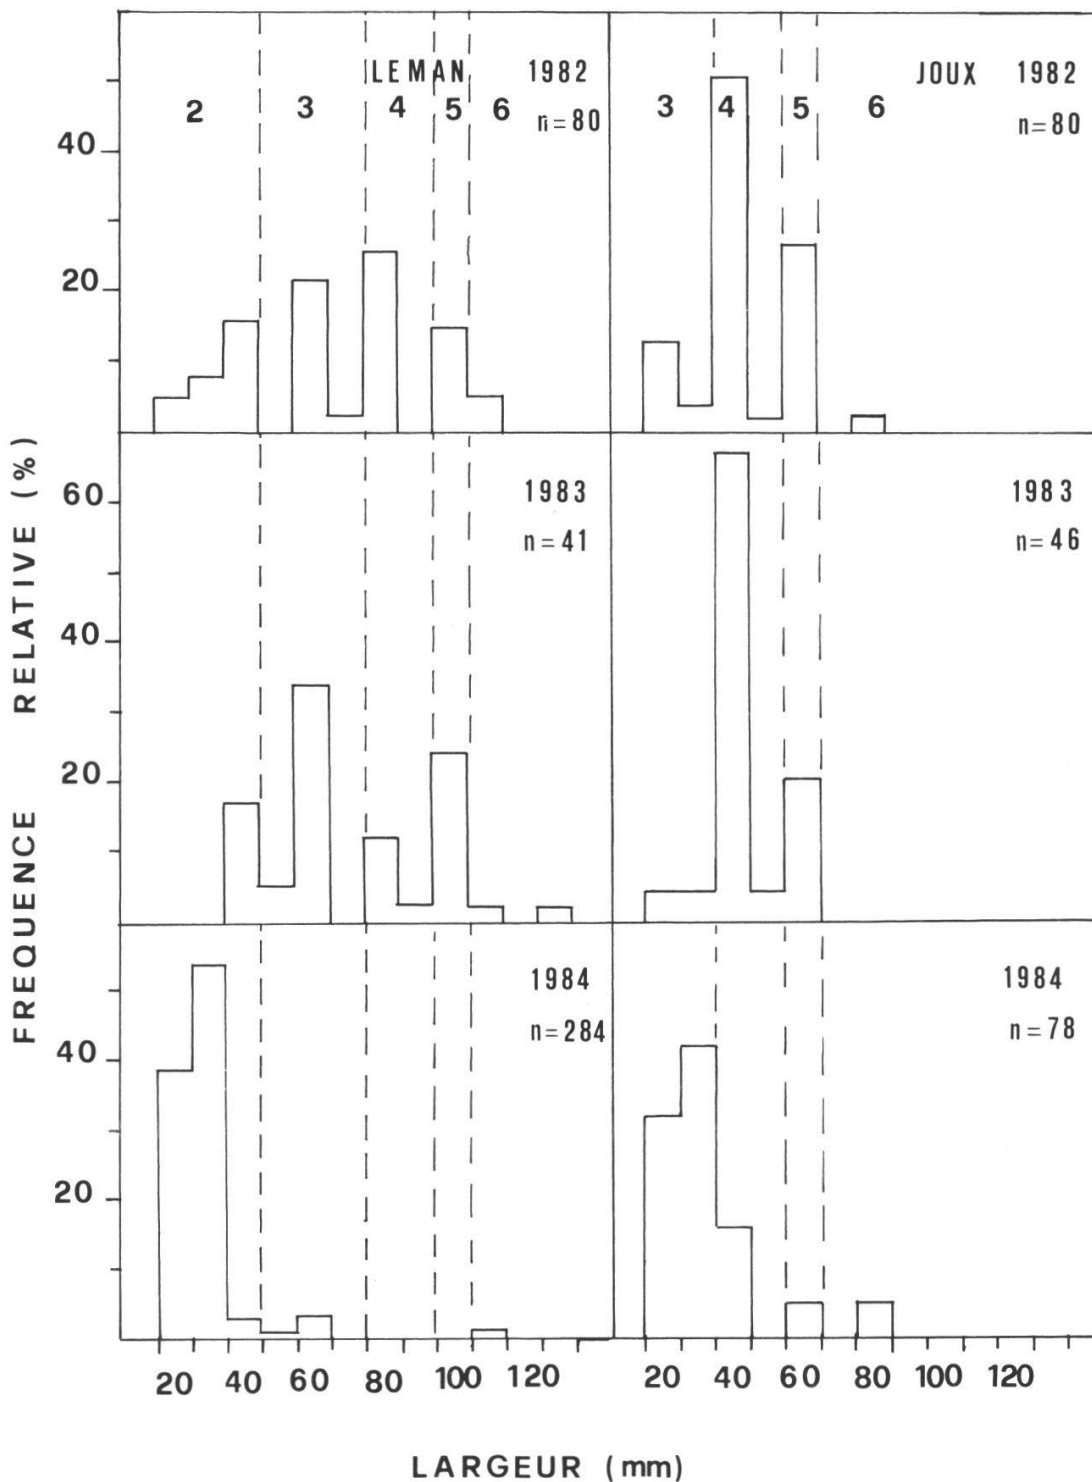 LEMAN 1982
2 3 4 5 6
n=80
JOUX 1982
3 4 5 6
n=80
40
20
1983
n=41
1983
n=46
60
40
20
1984
n=284
1984
n=78
40
20
20 40 60 80 100 120
20 40 60 80 100 120
FREQUENCE RELATIVE (%)
LARGEUR (mm)